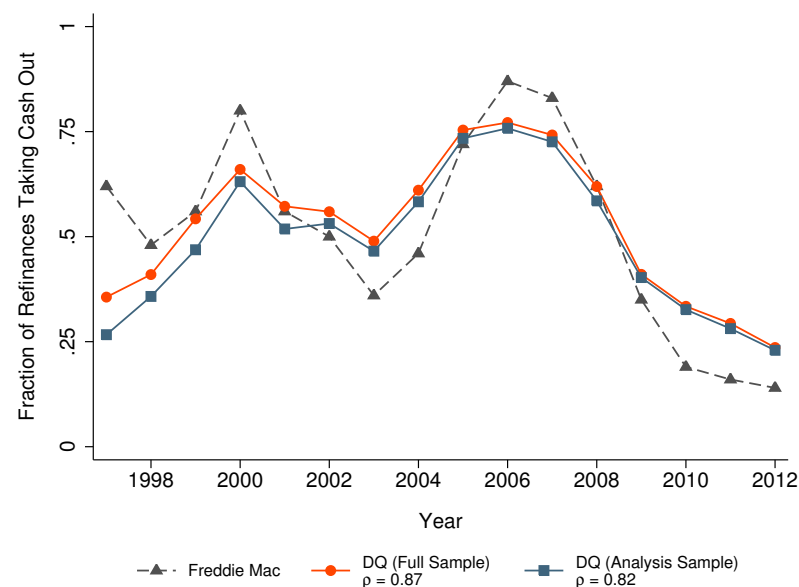 Fraction of Refinances Taking Cash Out
1
.75
.5
.25
0
1998 2000 2002 2004 2006 2008 2010 2012
Year
Freddie Mac
DQ (Full Sample)
ρ = 0.87
DQ (Analysis Sample)
ρ = 0.82